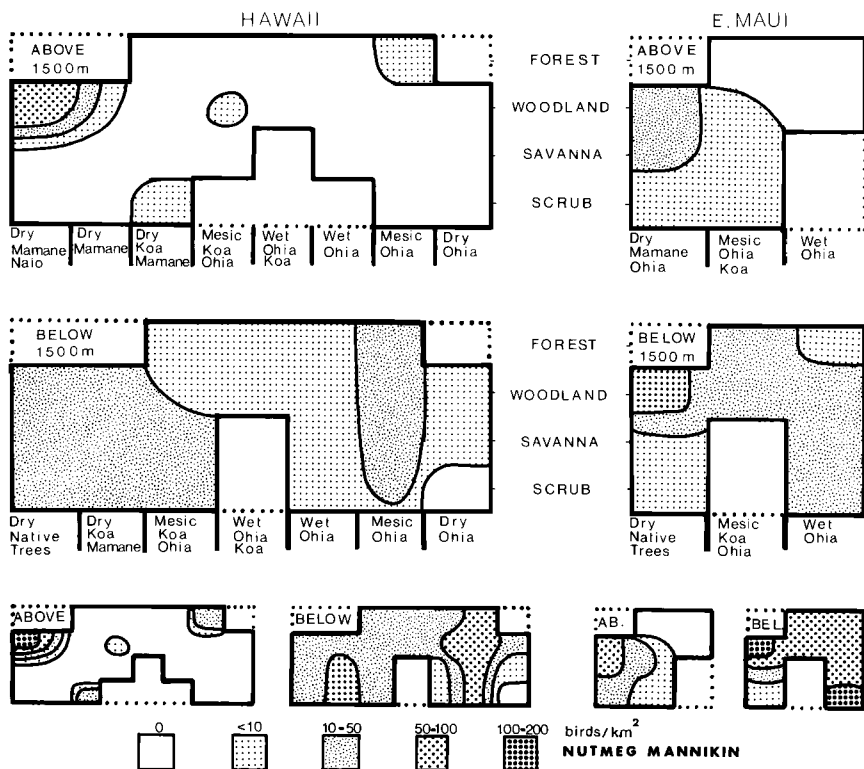 HAWAII
E. MAUI
ABOVE
1500 m
FOREST
WOODLAND
SAVANNA
SCRUB
ABOVE
1500 m
Dry
Mamane
Naio
Dry
Mamane
Dry
Koa
Mamane
Mesic
Koa
Ohia
Wet
Ohia
Koa
Wet
Ohia
Mesic
Ohia
Dry
Ohia
Dry
Mamane
Ohia
Mesic
Ohia
Koa
Wet
Ohia
BELOW
1500 m
FOREST
WOODLAND
SAVANNA
SCRUB
BELOW
1500 m
Dry
Native
Trees
Dry
Koa
Mamane
Mesic
Koa
Ohia
Wet
Ohia
Koa
Wet
Ohia
Mesic
Ohia
Dry
Ohia
Dry
Native
Trees
Mesic
Koa
Ohia
Wet
Ohia
ABOVE
BELOW
AB.
BEL.
0
<10
10-50
50-100
100-200
birds/km²
NUTMEG MANNIKIN